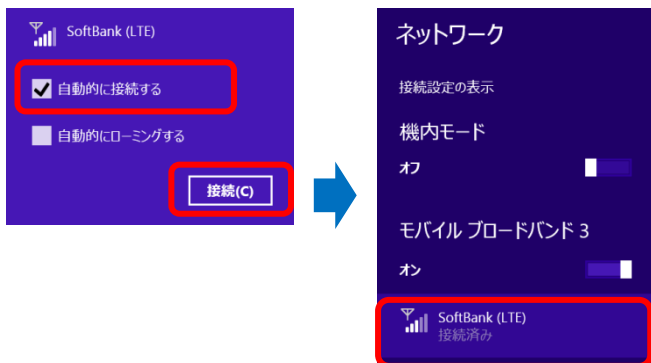 SoftBank (LTE)
自動的に接続する
自動的にローミングする
接続(C)
ネットワーク
接続設定の表示
機内モード
オフ
モバイル ブロードバンド 3
オン
SoftBank (LTE)
接続済み